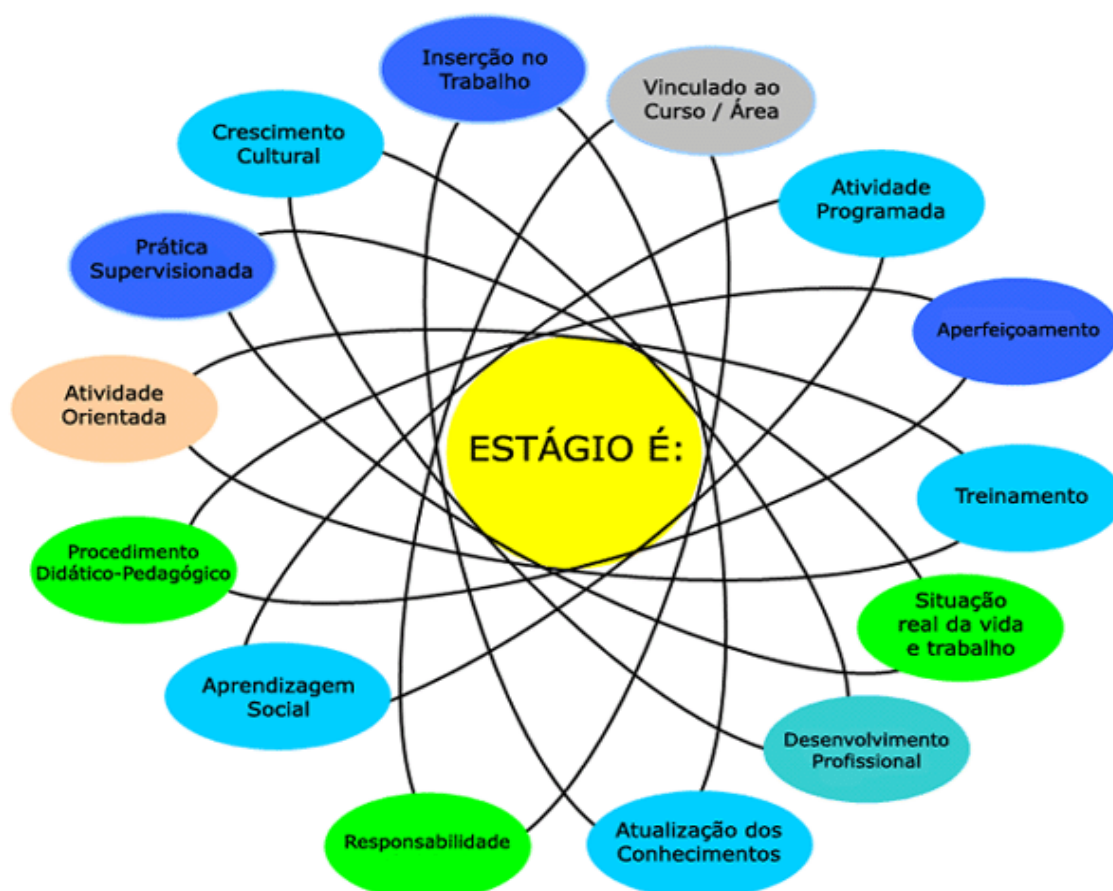 Inserção no
Trabalho
Vinculado ao
Curso / Área
Crescimento
Cultural
Atividade
Programada
Prática
Supervisionada
Aperfeiçoamento
Atividade
Orientada
ESTÁGIO É:
Treinamento
Procedimento
Didático-Pedagógico
Situação
real da vida
e trabalho
Aprendizagem
Social
Desenvolvimento
Profissional
Responsabilidade
Atualização dos
Conhecimentos